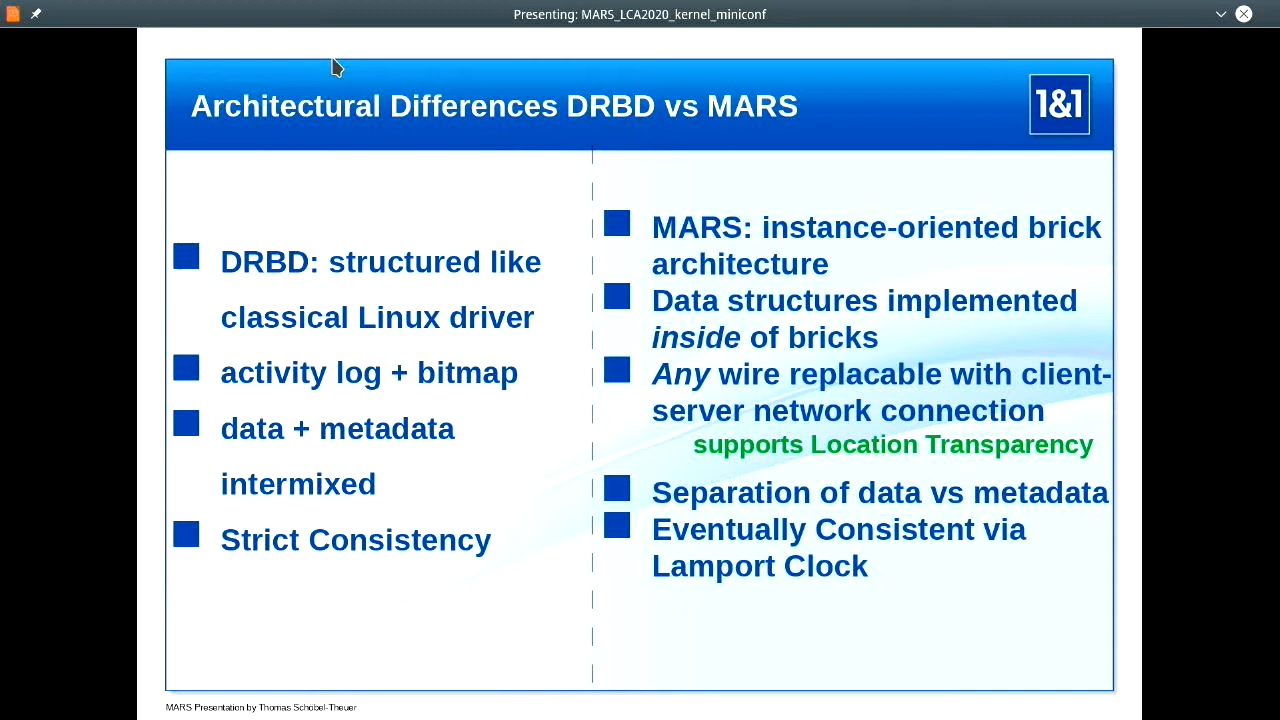 Presenting: MARS_LCA2020_kernel_miniconf
Architectural Differences DRBD vs MARS
1&1
DRBD: structured like
classical Linux driver
activity log + bitmap
data + metadata
intermixed
Strict Consistency
MARS: instance-oriented brick
architecture
Data structures implemented
inside of bricks
Any wire replacable with client-
server network connection
supports Location Transparency
Separation of data vs metadata
Eventually Consistent via
Lamport Clock
MARS Presentation by Thomas Schöbel-Theuer